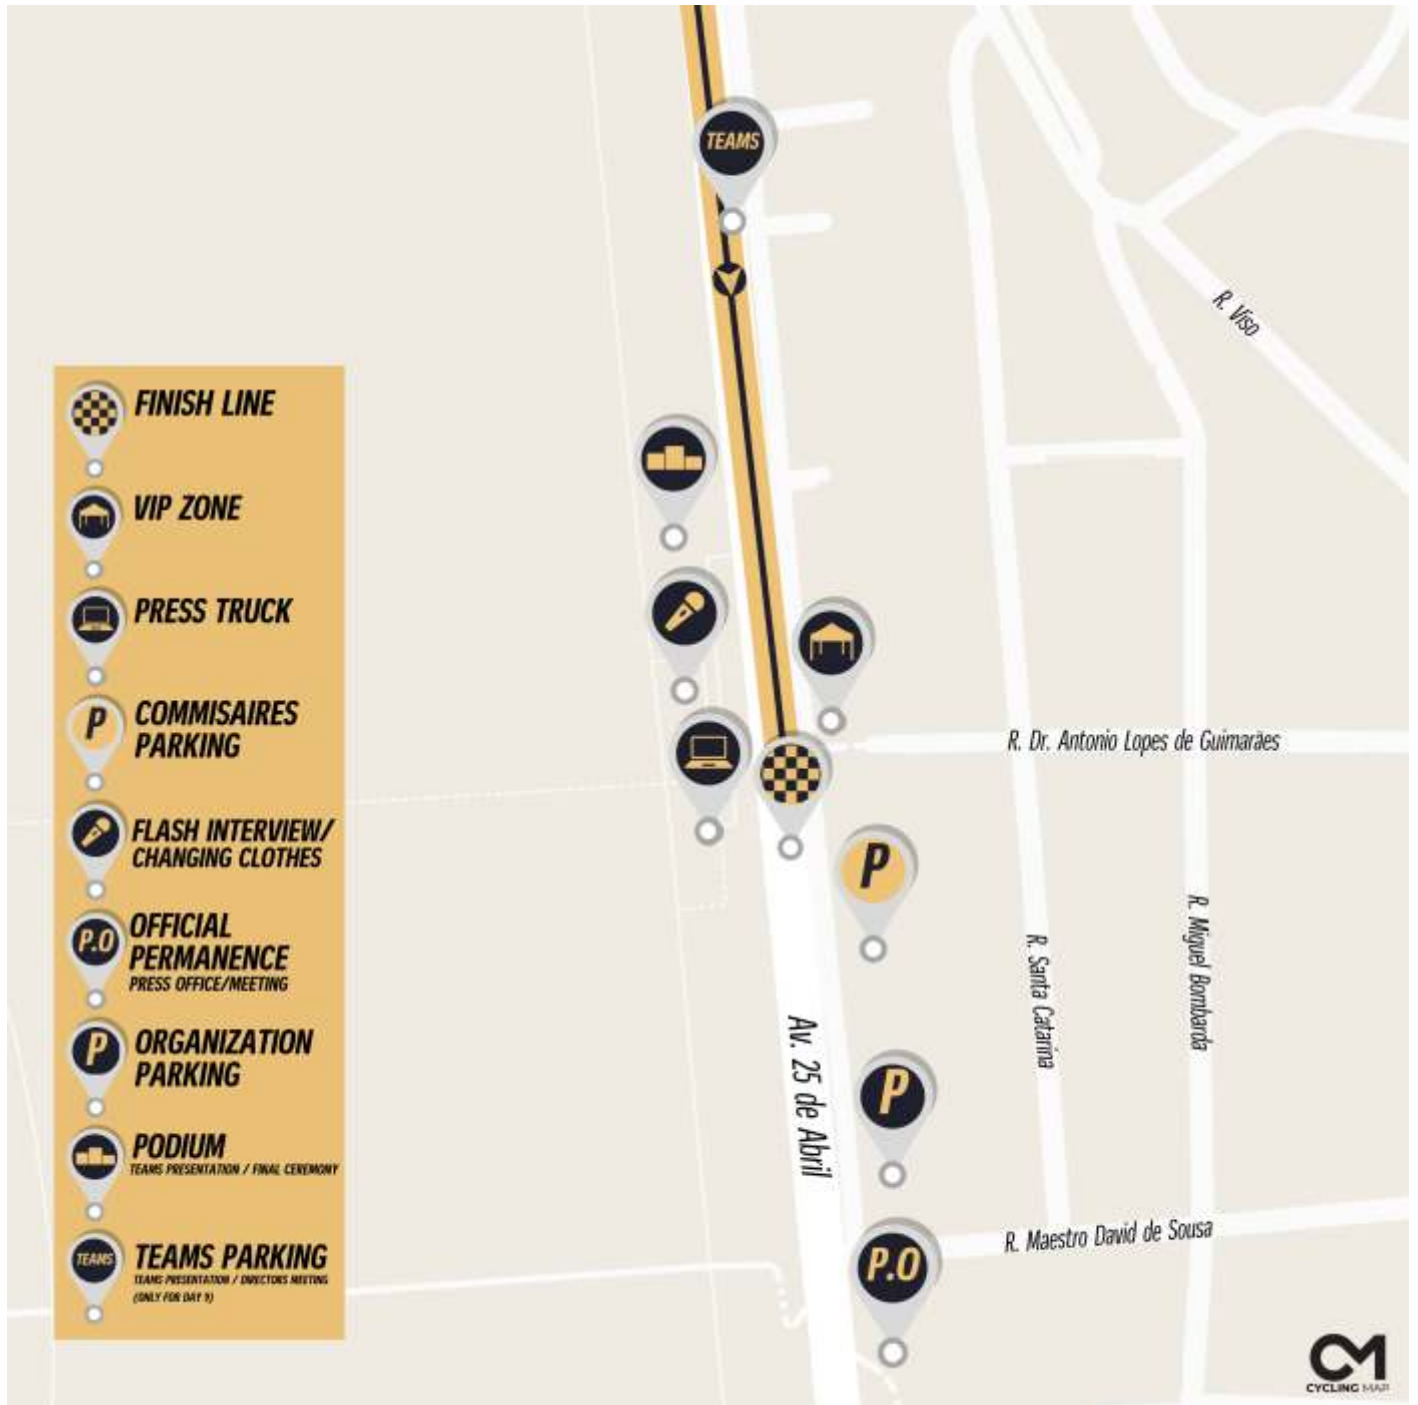 TEAMS
R. Viso
FINISH LINE
VIP ZONE
PRESS TRUCK
P
COMMISAIRES
PARKING
FLASH INTERVIEW/
CHANGING CLOTHES
P.O
OFFICIAL
PERMANENCE
PRESS OFFICE/MEETING
P
ORGANIZATION
PARKING
PODIUM
TEAMS PRESENTATION / FINAL CEREMONY
TEAMS
TEAMS PARKING
TEAMS PRESENTATION / DIRECTORS MEETING
(ONLY FOR DAY 9)
R. Dr. Antonio Lopes de Guimarães
P
R. Miguel Bombarda
R. Santa Catarina
Av. 25 de Abril
P
R. Maestro David de Sousa
P.O
CM
CYCLING MAP